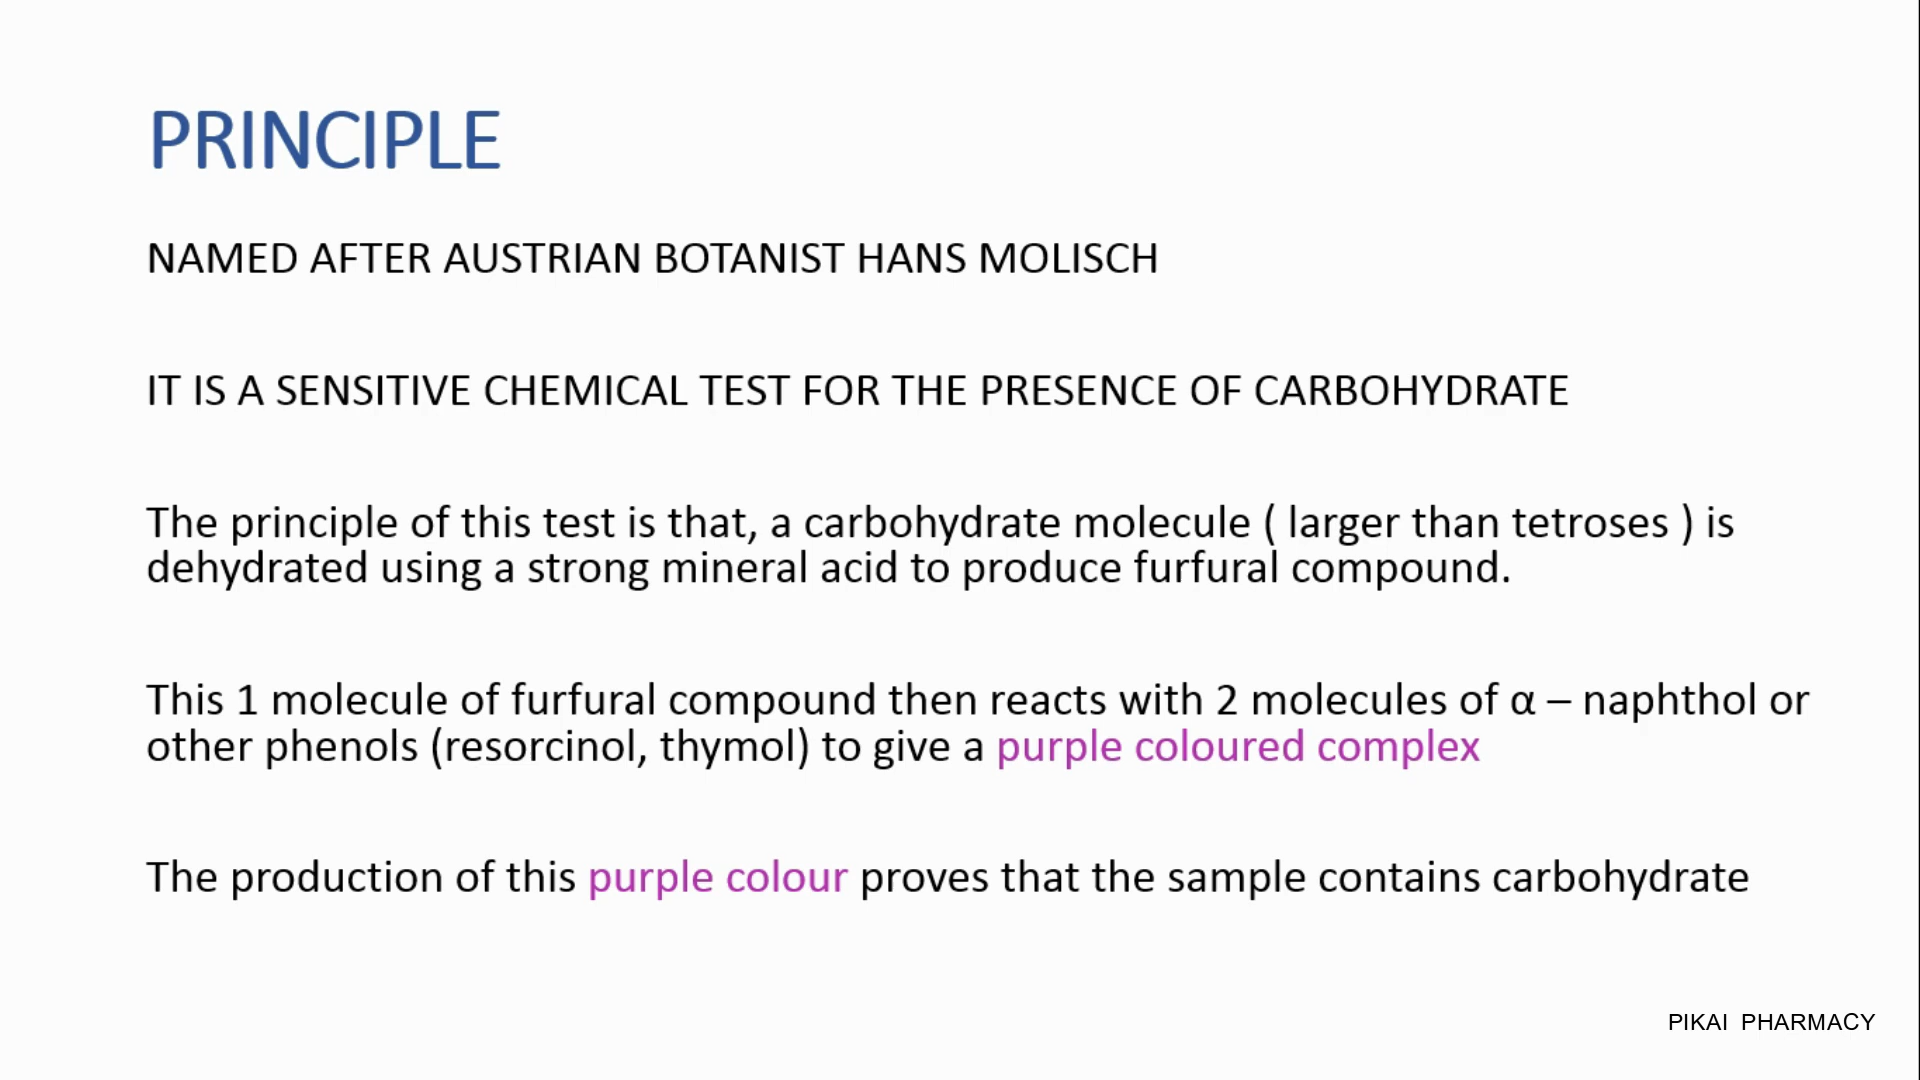 PRINCIPLE
NAMED AFTER AUSTRIAN BOTANIST HANS MOLISCH
IT IS A SENSITIVE CHEMICAL TEST FOR THE PRESENCE OF CARBOHYDRATE
The principle of this test is that, a carbohydrate molecule ( larger than tetroses ) is
dehydrated using a strong mineral acid to produce furfural compound.
This 1 molecule of furfural compound then reacts with 2 molecules of α – naphthol or
other phenols (resorcinol, thymol) to give a purple coloured complex
The production of this purple colour proves that the sample contains carbohydrate
PIKAI PHARMACY